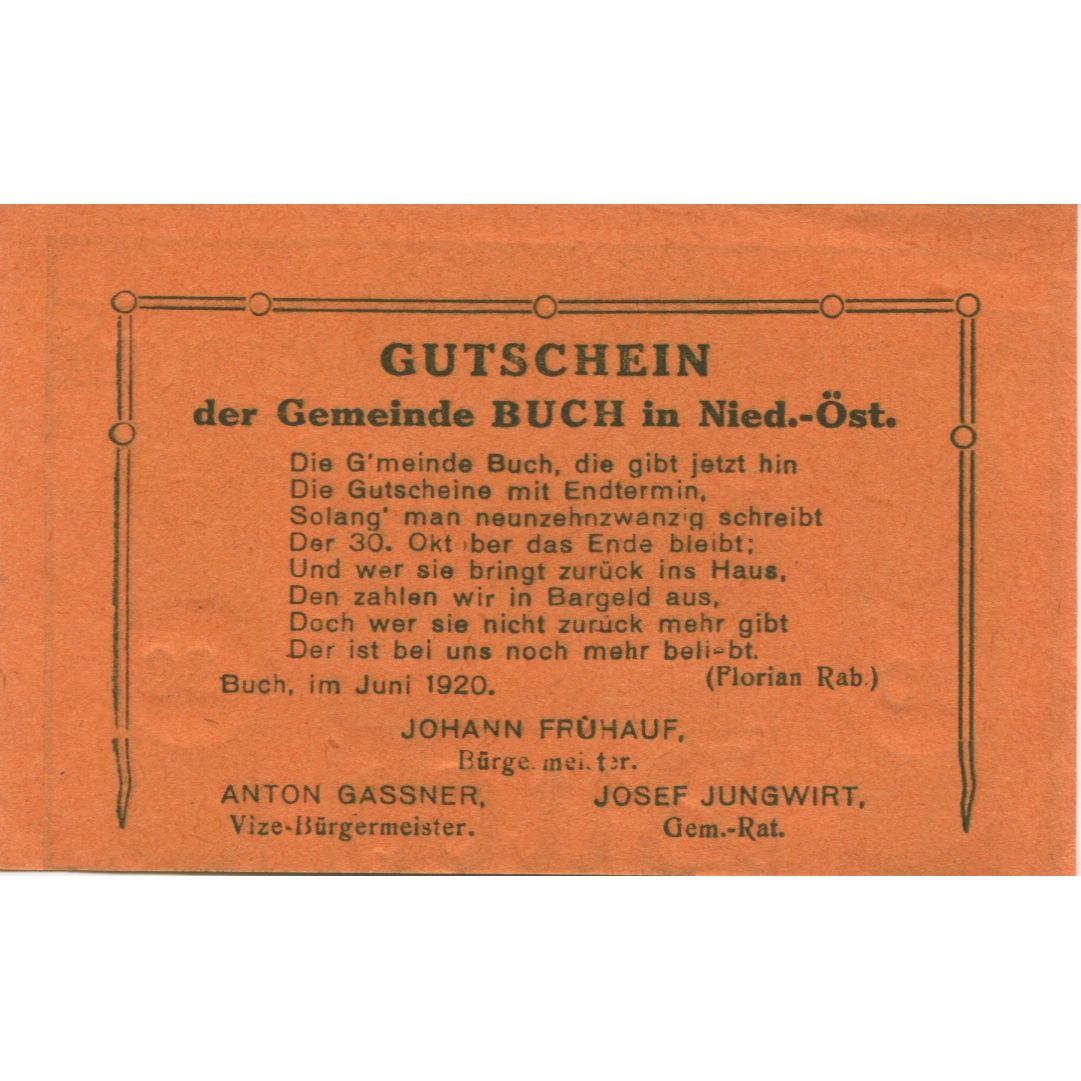 GUTSCHEIN
der Gemeinde BUCH in Nied.-Öst.
Die G'meinde Buch, die gibt jetzt hin
Die Gutscheine mit Endtermin,
Solang' man neunzehnzwanzig schreibt
Der 30. Oktober das Ende bleibt;
Und wer sie bringt zurück ins Haus,
Den zahlen wir in Bargeld aus,
Doch wer sie nicht zurück mehr gibt
Der ist bei uns noch mehr beliebt.
(Florian Rab.)
Buch, im Juni 1920.
JOHANN FRÜHAUF,
Bürgermeister.
ANTON GASSNER, JOSEF JUNGWIRT,
Vize-Bürgermeister. Gem.-Rat.